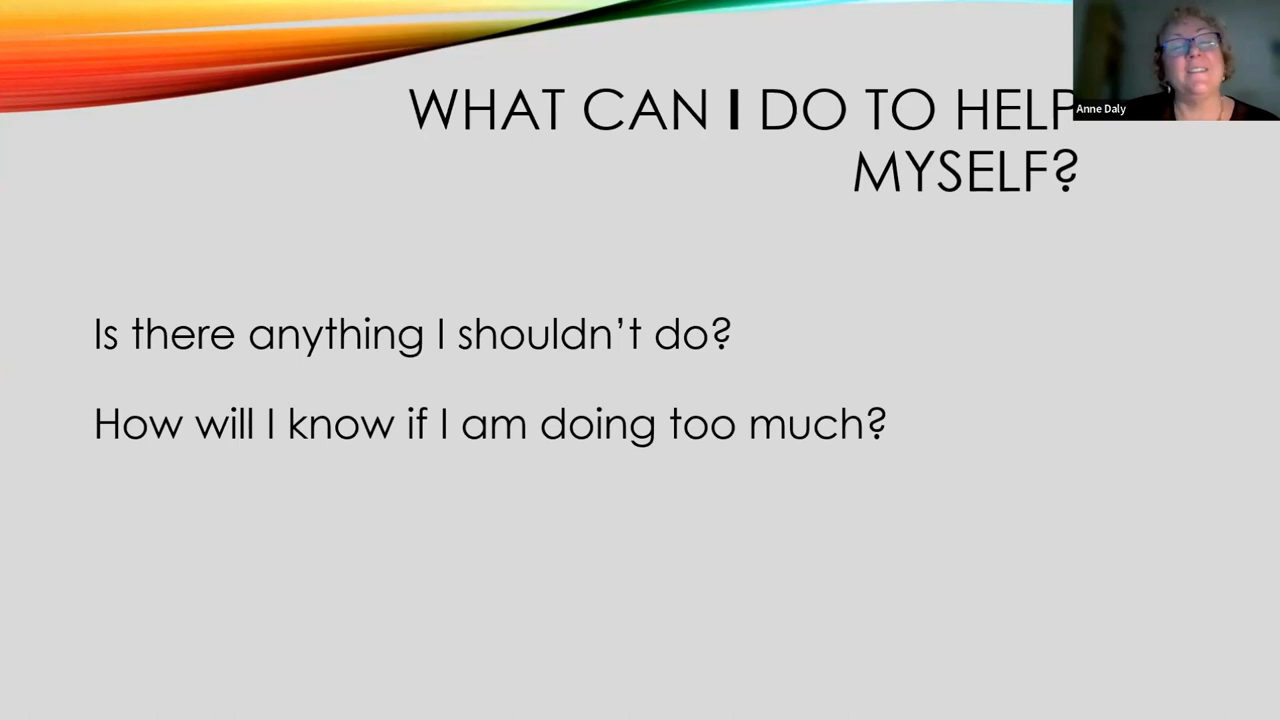 WHAT CAN I DO TO HELP
MYSELF?
Anne Daly
Is there anything I shouldn’t do?
How will I know if I am doing too much?